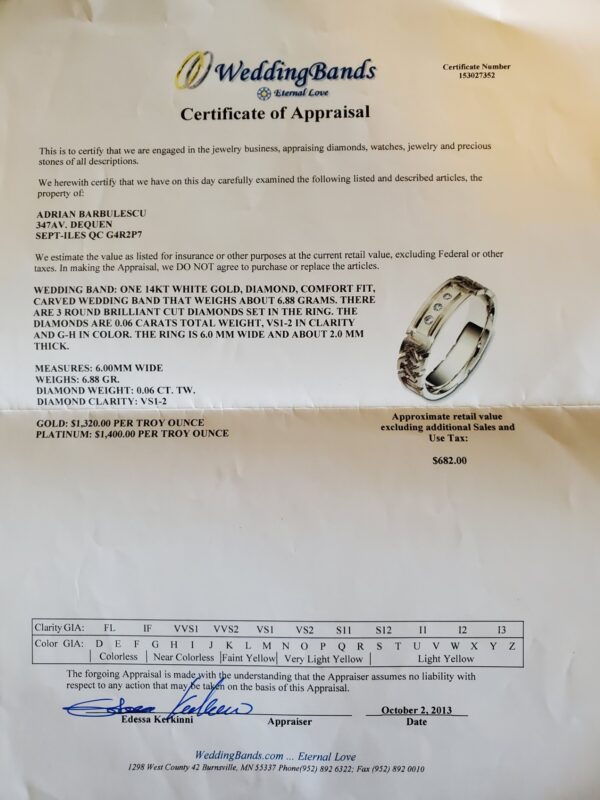 WeddingBands
Eternal Love
Certificate Number
153027352
Certificate of Appraisal
This is to certify that we are engaged in the jewelry business, appraising diamonds, watches, jewelry and precious
stones of all descriptions.
We herewith certify that we have on this day carefully examined the following listed and described articles, the
property of:
ADRIAN BARBULESCU
347AV. DEQUEN
SEPT-ILES QC G4R2P7
We estimate the value as listed for insurance or other purposes at the current retail value, excluding Federal or other
taxes. In making the Appraisal, we DO NOT agree to purchase or replace the articles.
WEDDING BAND: ONE 14KT WHITE GOLD, DIAMOND, COMFORT FIT,
CARVED WEDDING BAND THAT WEIGHS ABOUT 6.88 GRAMS. THERE
ARE 3 ROUND BRILLIANT CUT DIAMONDS SET IN THE RING. THE
DIAMONDS ARE 0.06 CARATS TOTAL WEIGHT, VS1-2 IN CLARITY
AND G-H IN COLOR. THE RING IS 6.0 MM WIDE AND ABOUT 2.0 MM
THICK.
MEASURES: 6.00MM WIDE
WEIGHS: 6.88 GR.
DIAMOND WEIGHT: 0.06 CT. TW.
DIAMOND CLARITY: VS1-2
GOLD: $1,320.00 PER TROY OUNCE
PLATINUM: $1,400.00 PER TROY OUNCE
Approximate retail value
excluding additional Sales and
Use Tax:
$682.00
Clarity GIA: FL IF VVS1 VVS2 VS1 VS2 S11 S12 I1 I2 I3
Color GIA: D E F G H I J K L M N O P Q R S T U V W X Y Z
Colorless Near Colorless Faint Yellow Very Light Yellow Light Yellow
The forgoing Appraisal is made with the understanding that the Appraiser assumes no liability with
respect to any action that may be taken on the basis of this Appraisal.
Edessa Kerkinni
October 2, 2013
Edessa Kerkinni Appraiser Date
WeddingBands.com ... Eternal Love
1298 West County 42 Burnsville, MN 55337 Phone(952) 892 6322; Fax (952) 892 0010